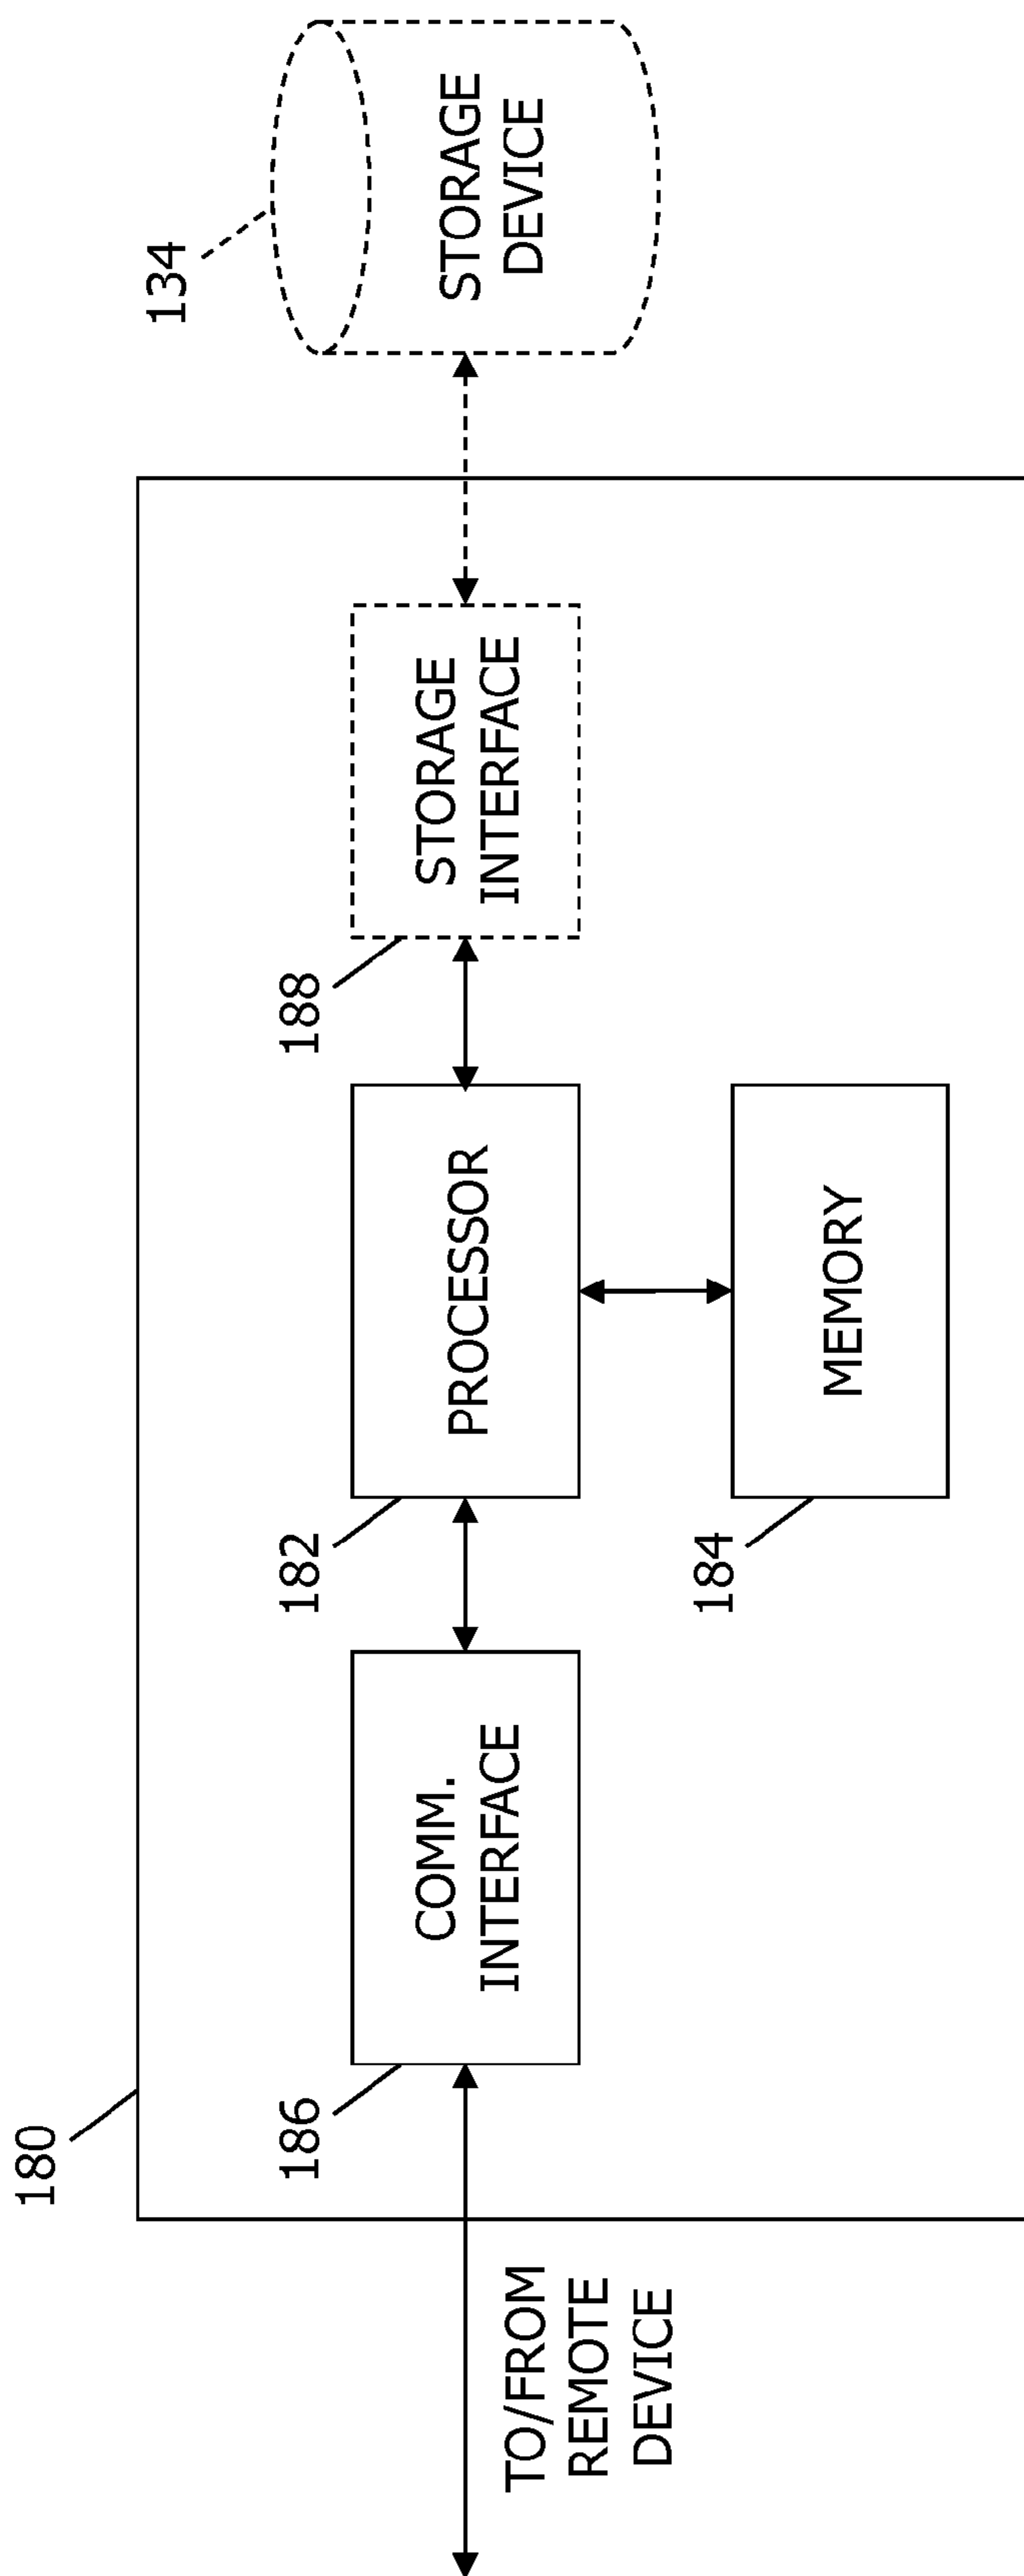 180
134
186
182
188
COMM.
INTERFACE
PROCESSOR
STORAGE
INTERFACE
STORAGE
DEVICE
TO/FROM
REMOTE
DEVICE
184
MEMORY